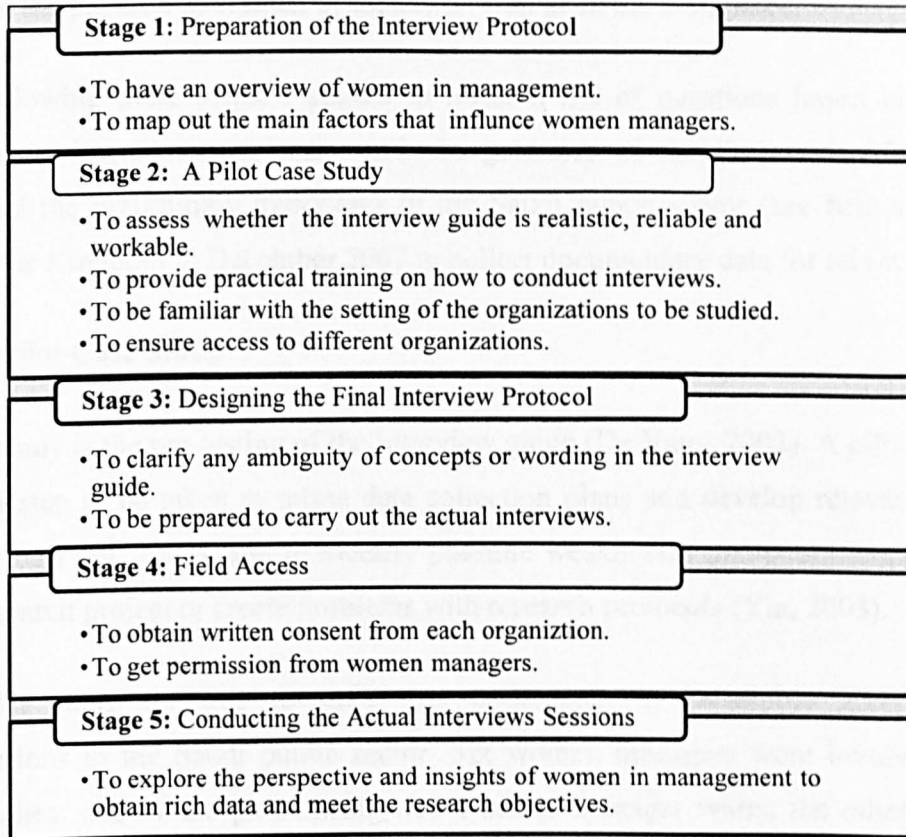 Stage 1: Preparation of the Interview Protocol
•To have an overview of women in management.
•To map out the main factors that influnce women managers.
Stage 2: A Pilot Case Study
•To assess whether the interview guide is realistic, reliable and
workable.
•To provide practical training on how to conduct interviews.
•To be familiar with the setting of the organizations to be studied.
•To ensure access to different organizations.
Stage 3: Designing the Final Interview Protocol
•To clarify any ambiguity of concepts or wording in the interview
guide.
•To be prepared to carry out the actual interviews.
Stage 4: Field Access
•To obtain written consent from each organiztion.
•To get permission from women managers.
Stage 5: Conducting the Actual Interviews Sessions
•To explore the perspective and insights of women in management to
obtain rich data and meet the research objectives.